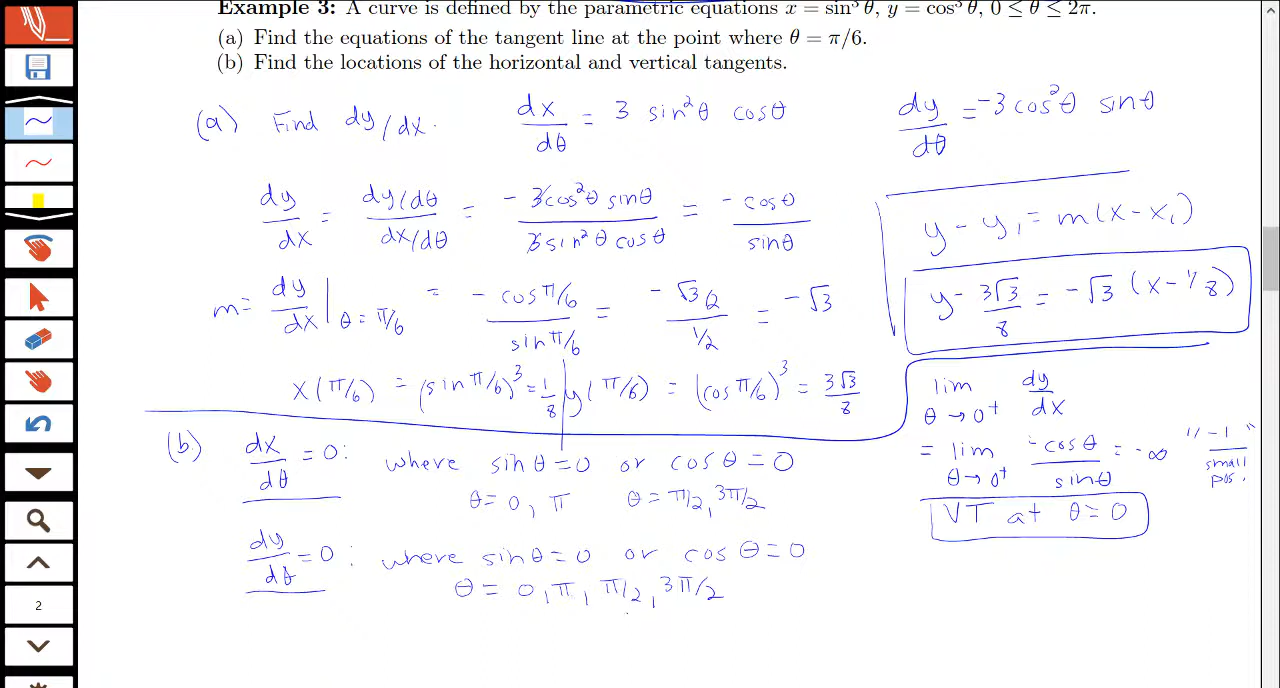 Example 3: A curve is defined by the parametric equations x = sin³ θ, y = cos³ θ, 0 ≤ θ ≤ 2π.
(a) Find the equations of the tangent line at the point where θ = π/6.
(b) Find the locations of the horizontal and vertical tangents.
(a) Find dy/dx. dx/dθ = 3 sin²θ cosθ dy/dθ = -3cos²θ sinθ
dy/dx = (dy/dθ)/(dx/dθ) = (-3cos²θ sinθ)/(3sin²θ cosθ) = (-cosθ)/(sinθ)
m = dy/dx | θ = π/6 = (-cos π/6)/(sin π/6) = (-√3/2)/(1/2) = -√3
x(π/6) = (sin π/6)³ = 1/8 y(π/6) = (cos π/6)³ = 3√3/8
y - y₁ = m(x - x₁)
y - 3√3/8 = -√3 (x - 1/8)
(b) dx/dθ = 0: where sinθ = 0 or cosθ = 0
θ = 0, π θ = π/2, 3π/2
dy/dθ = 0: where sinθ = 0 or cosθ = 0
θ = 0, π, π/2, 3π/2
lim θ→0⁺ dy/dx
= lim θ→0⁺ (-cosθ)/(sinθ) = -∞ "-1/small pos."
VT at θ = 0
2